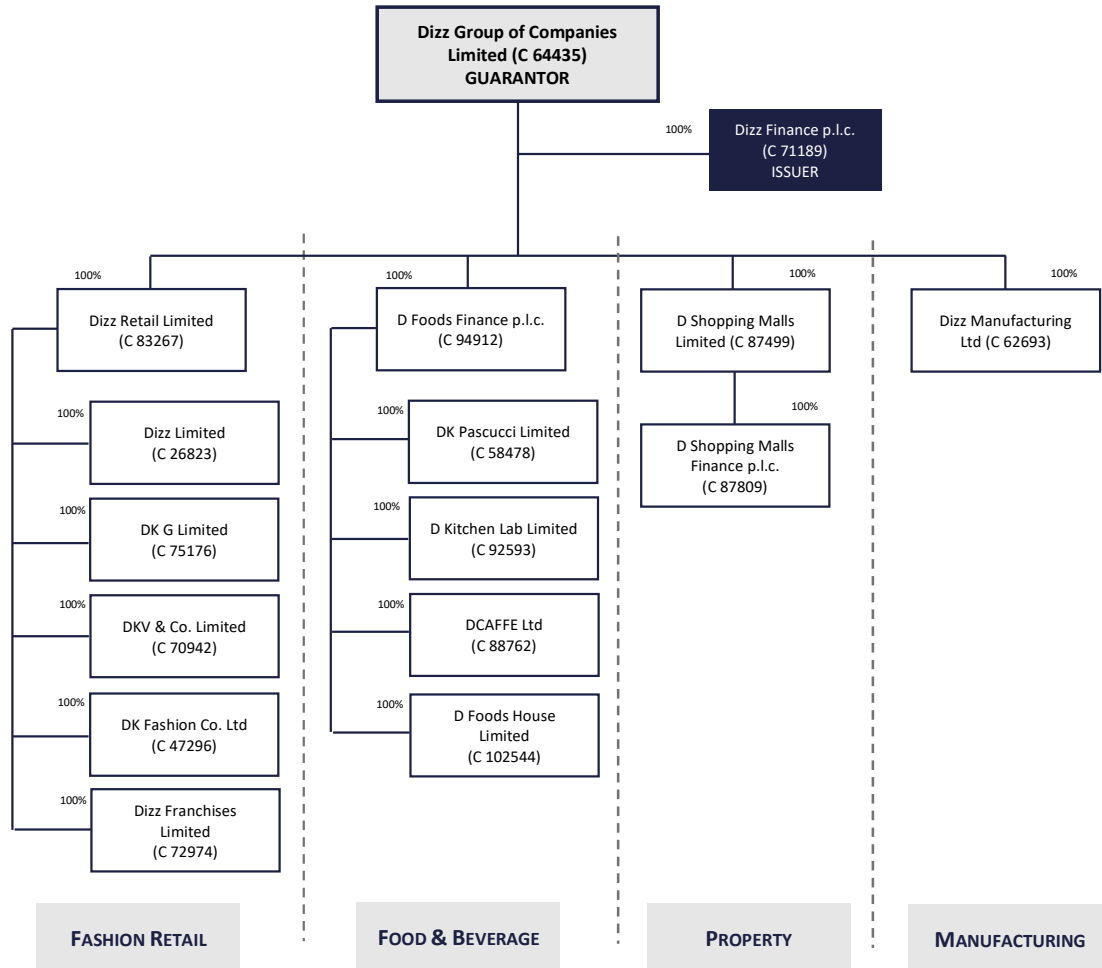 Dizz Group of Companies
Limited (C 64435)
GUARANTOR
100%
Dizz Finance p.l.c.
(C 71189)
ISSUER
100%
Dizz Retail Limited
(C 83267)
100%
Dizz Limited
(C 26823)
100%
DK G Limited
(C 75176)
100%
DKV & Co. Limited
(C 70942)
100%
DK Fashion Co. Ltd
(C 47296)
100%
Dizz Franchises
Limited
(C 72974)
FASHION RETAIL
100%
D Foods Finance p.l.c.
(C 94912)
100%
DK Pascucci Limited
(C 58478)
100%
D Kitchen Lab Limited
(C 92593)
100%
DCAFFE Ltd
(C 88762)
100%
D Foods House
Limited
(C 102544)
FOOD & BEVERAGE
100%
D Shopping Malls
Limited (C 87499)
100%
D Shopping Malls
Finance p.l.c.
(C 87809)
PROPERTY
100%
Dizz Manufacturing
Ltd (C 62693)
MANUFACTURING